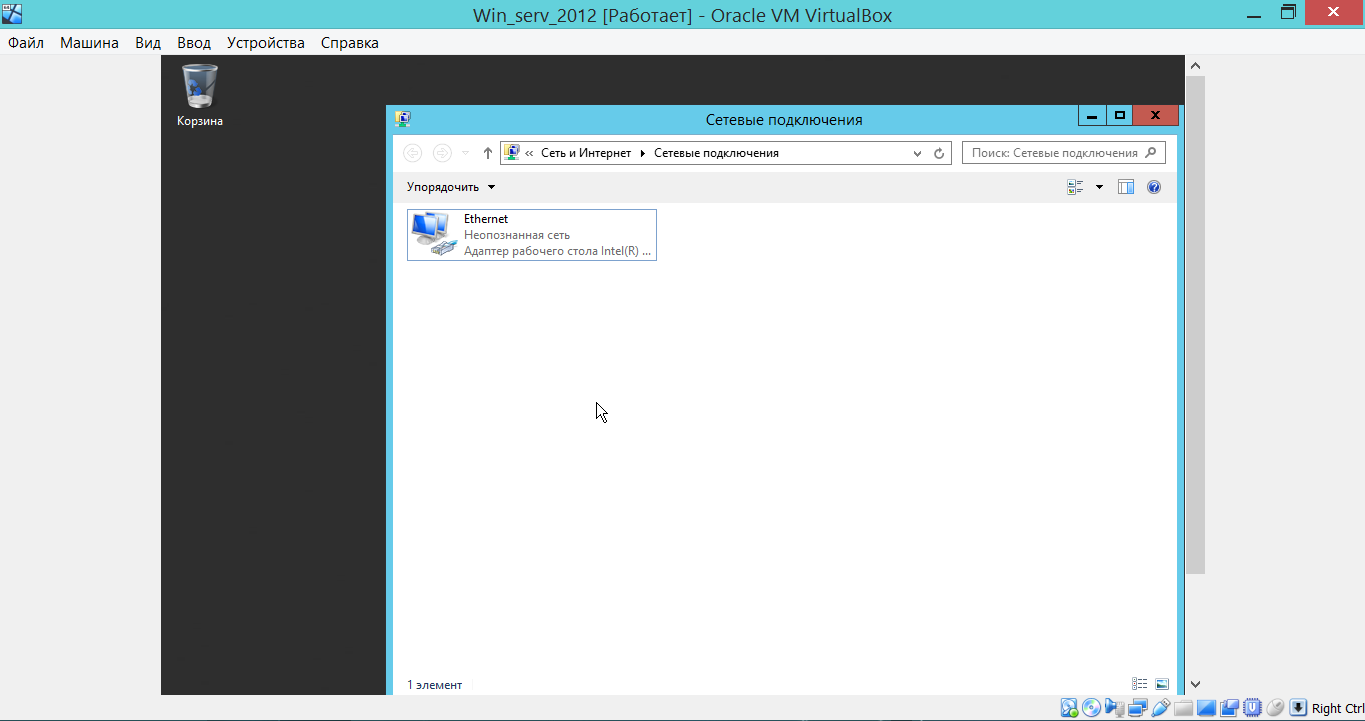 Win_serv_2012 [Работает] - Oracle VM VirtualBox
Файл Машина Вид Ввод Устройства Справка
Корзина
Сетевые подключения
« Сеть и Интернет Сетевые подключения
Поиск: Сетевые подключения
Упорядочить
Ethernet
Неопознанная сеть
Адаптер рабочего стола Intel(R) ...
1 элемент
Right Ctrl